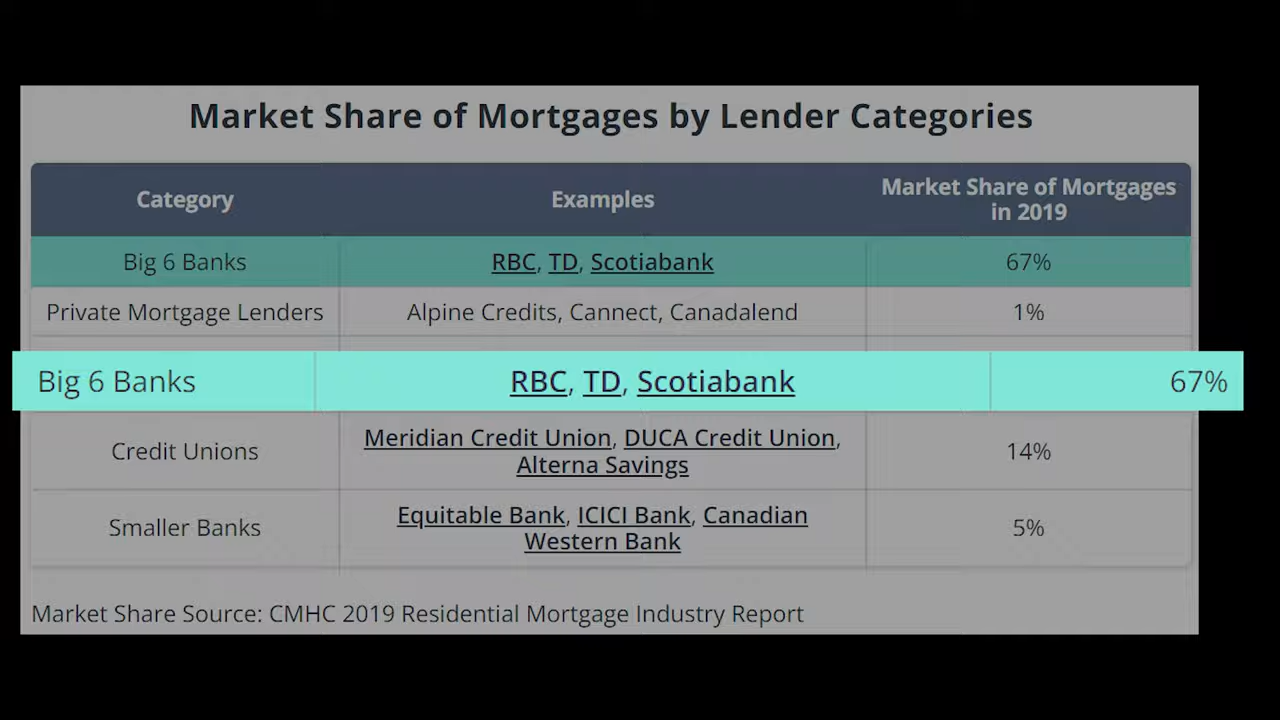 Market Share of Mortgages by Lender Categories
Category Examples Market Share of Mortgages
in 2019
Big 6 Banks RBC, TD, Scotiabank 67%
Private Mortgage Lenders Alpine Credits, Cannect, Canadalend 1%
Big 6 Banks RBC, TD, Scotiabank 67%
Credit Unions Meridian Credit Union, DUCA Credit Union,
Alterna Savings 14%
Smaller Banks Equitable Bank, ICICI Bank, Canadian
Western Bank 5%
Market Share Source: CMHC 2019 Residential Mortgage Industry Report